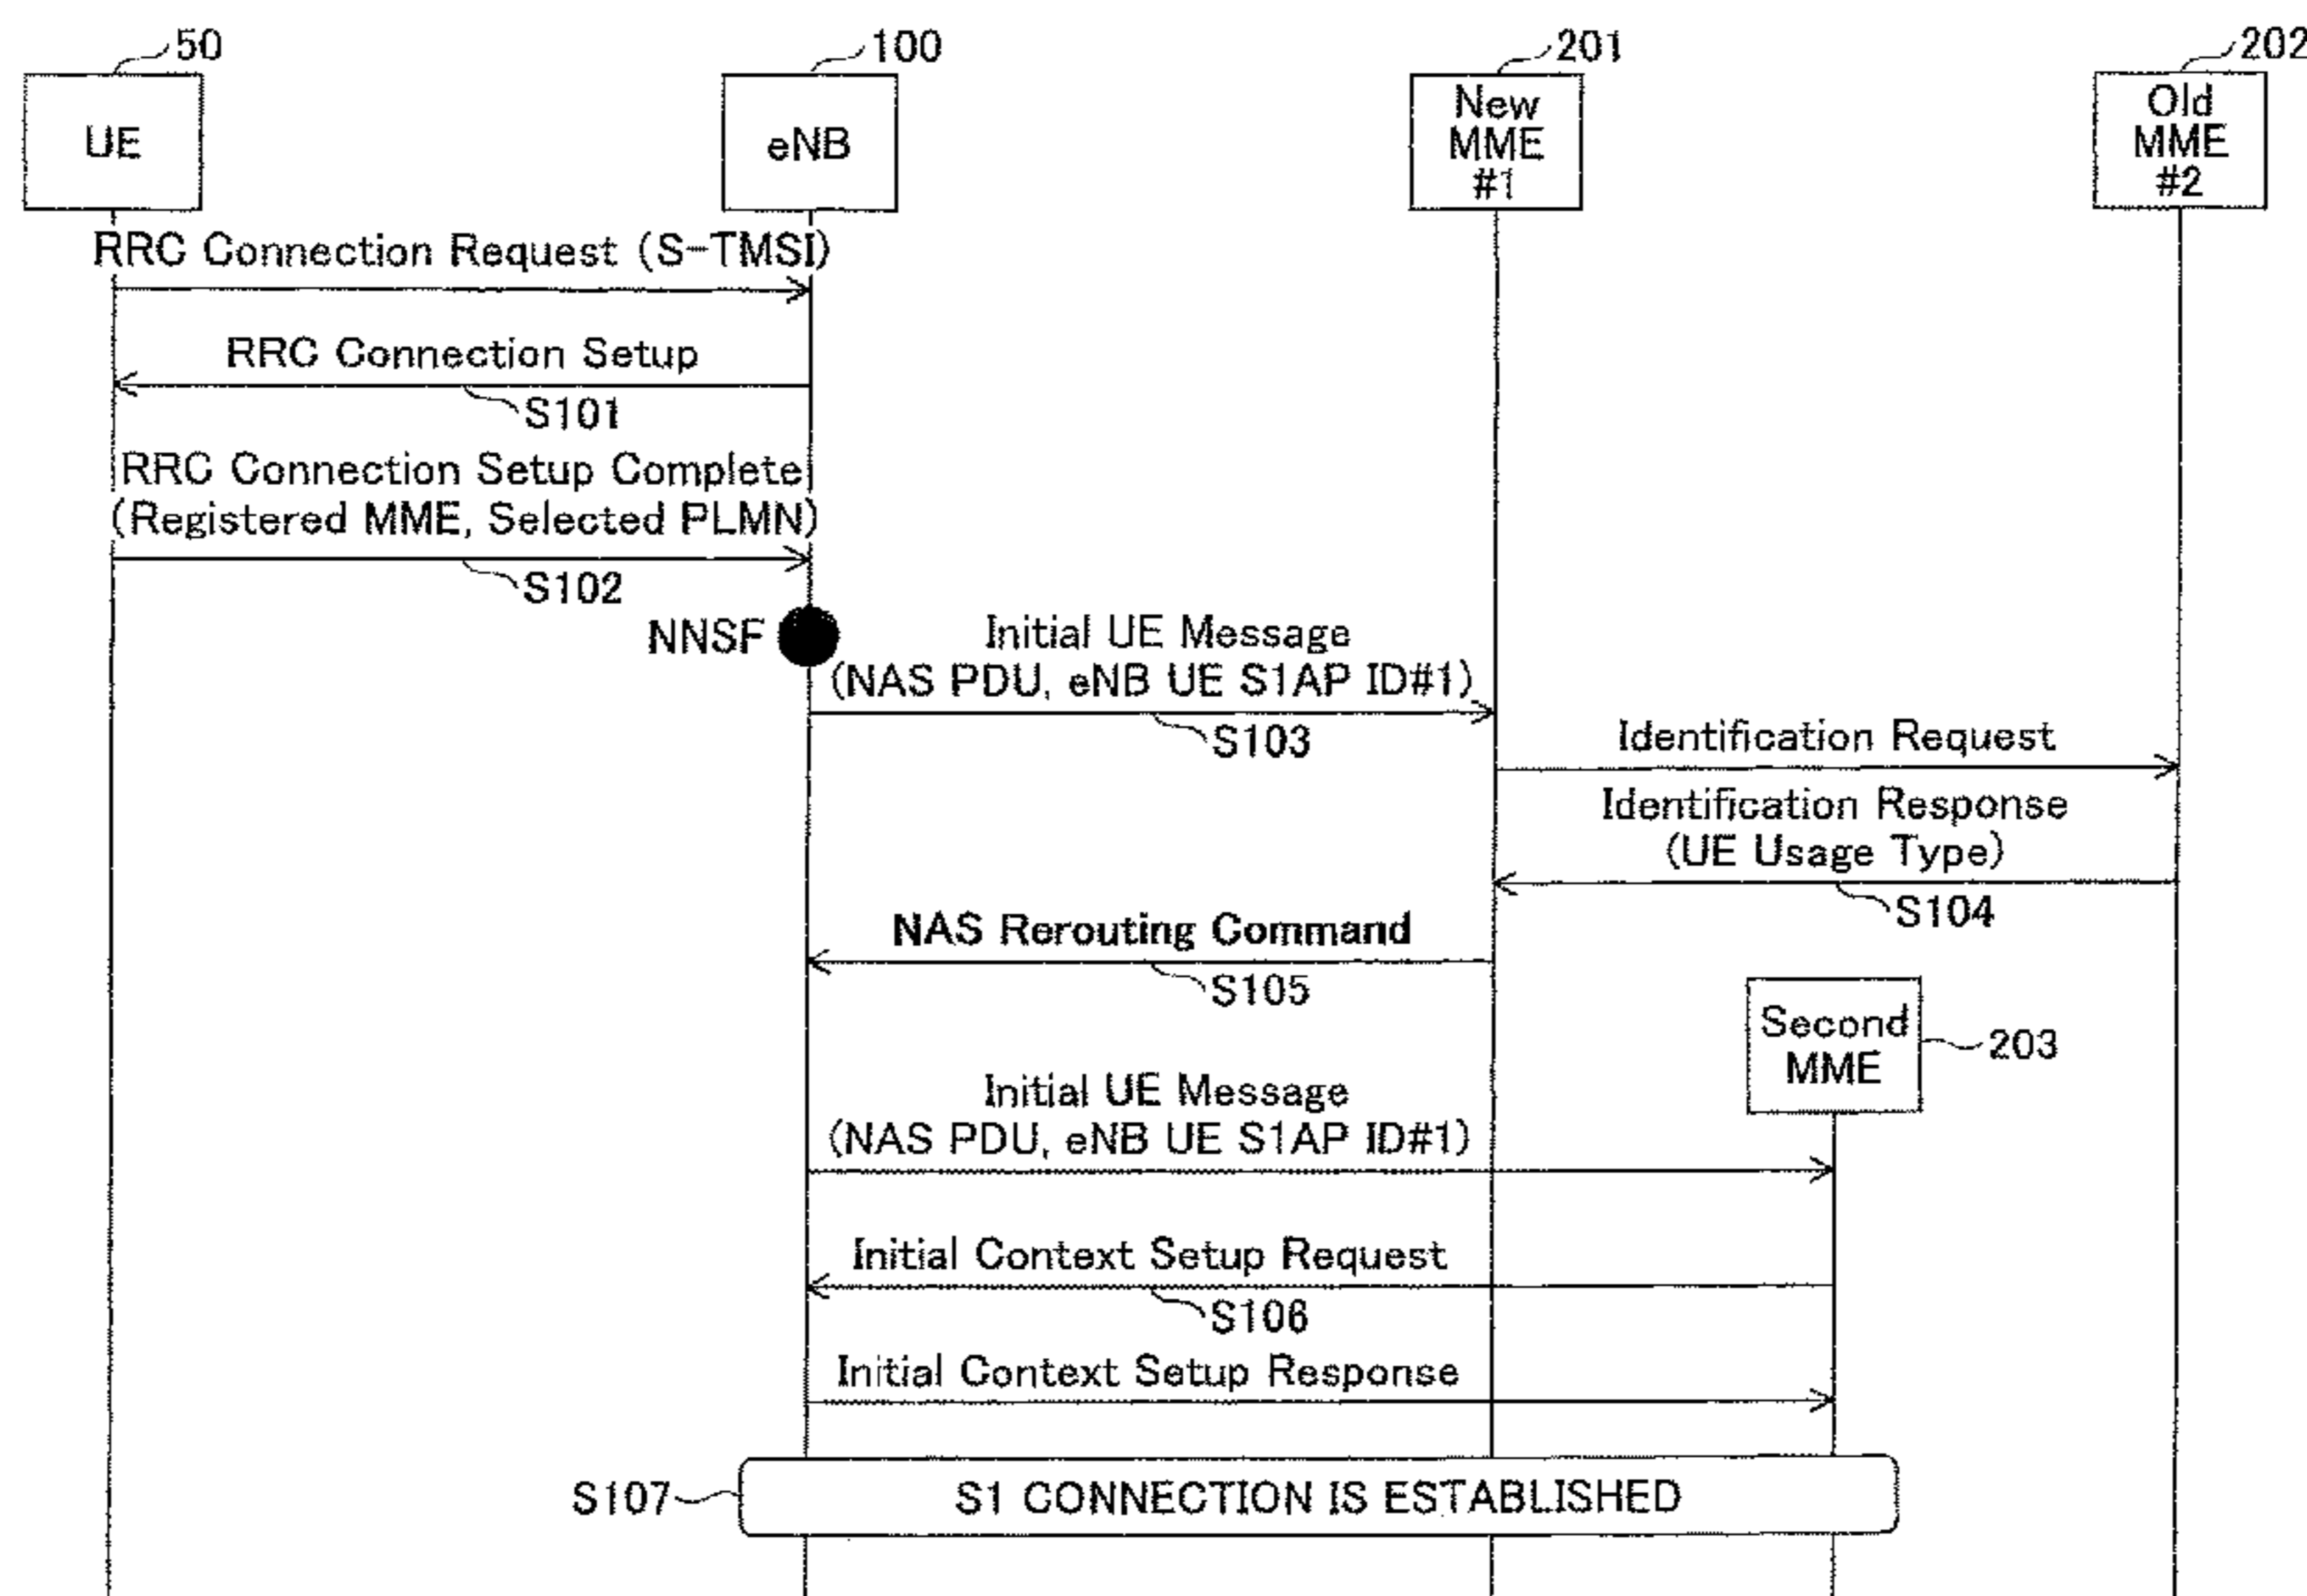 50
100
201
202
UE
eNB
New
MME
#1
Old
MME
#2
RRC Connection Request (S-TMSI)
RRC Connection Setup
S101
RRC Connection Setup Complete
(Registered MME, Selected PLMN)
S102
NNSF
Initial UE Message
(NAS PDU, eNB UE S1AP ID#1)
S103
Identification Request
Identification Response
(UE Usage Type)
S104
NAS Rerouting Command
S105
Second
MME
203
Initial UE Message
(NAS PDU, eNB UE S1AP ID#1)
Initial Context Setup Request
S106
Initial Context Setup Response
S107
S1 CONNECTION IS ESTABLISHED